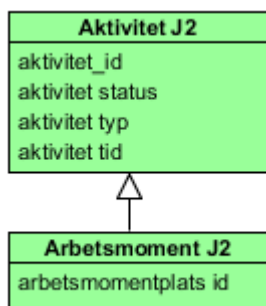 Aktivitet J2
aktivitet_id
aktivitet status
aktivitet typ
aktivitet tid
Arbetsmoment J2
arbetsmomentplats id